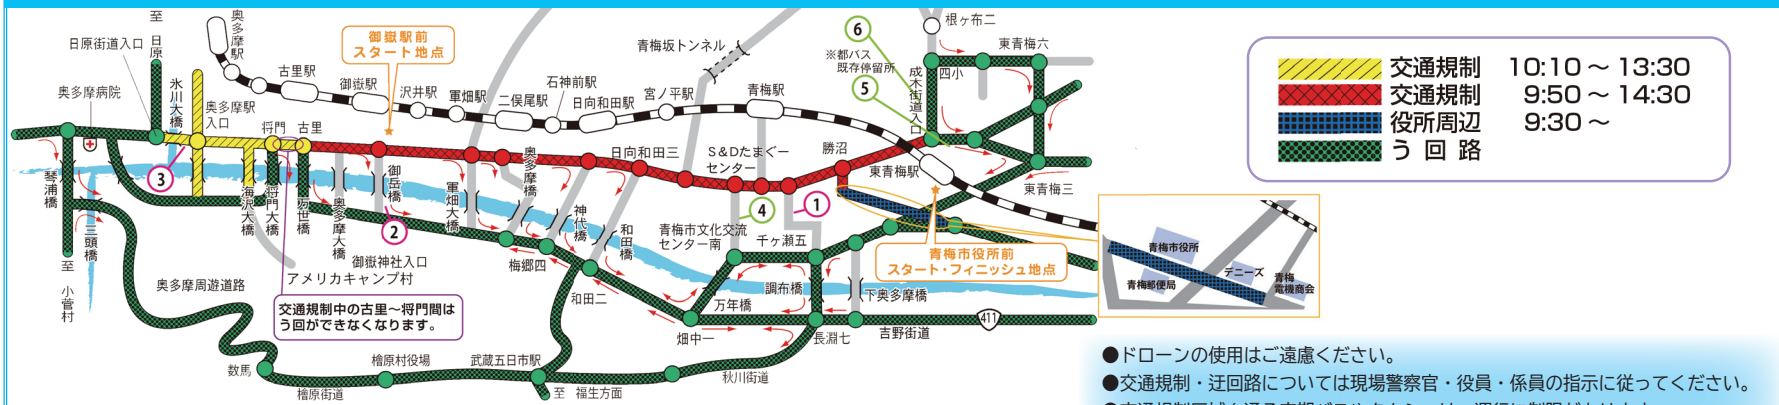 至
日原
奥多摩駅
日原街道入口
奥多摩病院
氷川大橋
奥多摩駅
入口
古里駅
御嶽駅前
スタート地点
御嶽駅
沢井駅
軍畑駅
二俣尾駅
石神前駅
日向和田駅
宮ノ平駅
青梅坂トンネル
青梅駅
6
※都バス
既存停留所
5
成木街道入口
根ヶ布二
四小
東青梅六
将門
古里
3
琴浦橋
三頭橋
海沢大橋
将門大橋
万世橋
奥多摩大橋
御岳橋
2
軍畑大橋
奥多摩橋
神代橋
和田橋
日向和田三
S&Dたまぐー
センター
4
1
勝沼
東青梅駅
東青梅三
至
小菅村
奥多摩周遊道路
御嶽神社入口
アメリカキャンプ村
交通規制中の古里～将門間は
う回ができなくなります。
梅郷四
和田二
青梅市文化交流
センター南
千ヶ瀬五
万年橋
調布橋
下奥多摩橋
青梅市役所前
スタート・フィニッシュ地点
畑中一
長淵七
吉野街道
411
数馬
檜原村役場
檜原街道
武蔵五日市駅
至 福生方面
秋川街道
交通規制 10:10～13:30
交通規制 9:50～14:30
役所周辺 9:30～
う回路
青梅市役所
青梅郵便局
デニーズ
青梅
電機商会
●ドローンの使用はご遠慮ください。
●交通規制・迂回路については現場警察官・役員・係員の指示に従ってください。